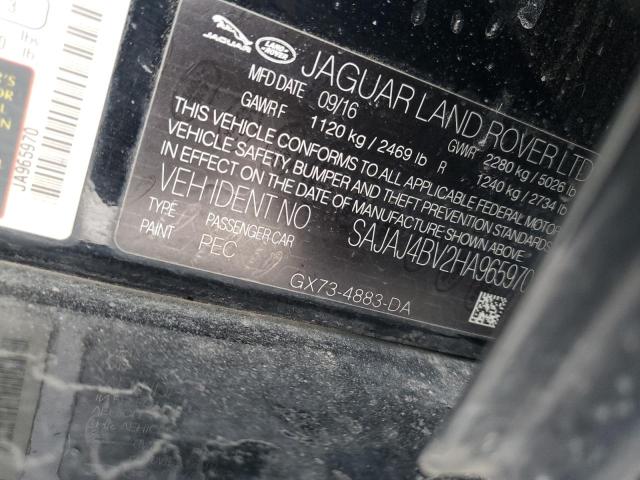 JAGUAR
LAND ROVER
JAGUAR LAND ROVER LTD
MFD DATE 09/16
GAWR F 1120 kg / 2469 lb R 1240 kg / 2734 lb
GVWR 2280 kg / 5026 lb
THIS VEHICLE CONFORMS TO ALL APPLICABLE FEDERAL MOTOR
VEHICLE SAFETY, BUMPER AND THEFT PREVENTION STANDARDS
IN EFFECT ON THE DATE OF MANUFACTURE SHOWN ABOVE
VEH IDENT NO SAJAJ4BV2HA965970
TYPE PASSENGER CAR
PAINT PEC
GX73-4883-DA
JA965970